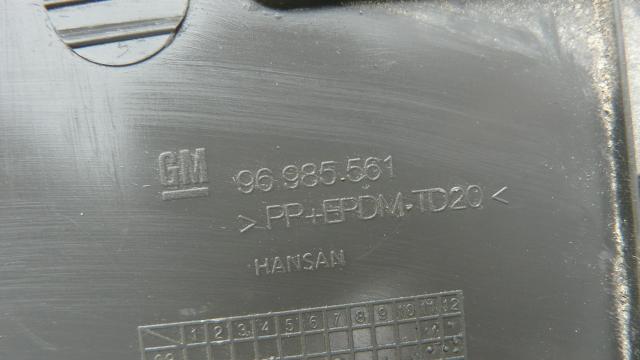 GM 96.985.561
>PP+EPDM-TD20<
HANSAN
1 2 3 4 5 6 7 8 9 10 11 12